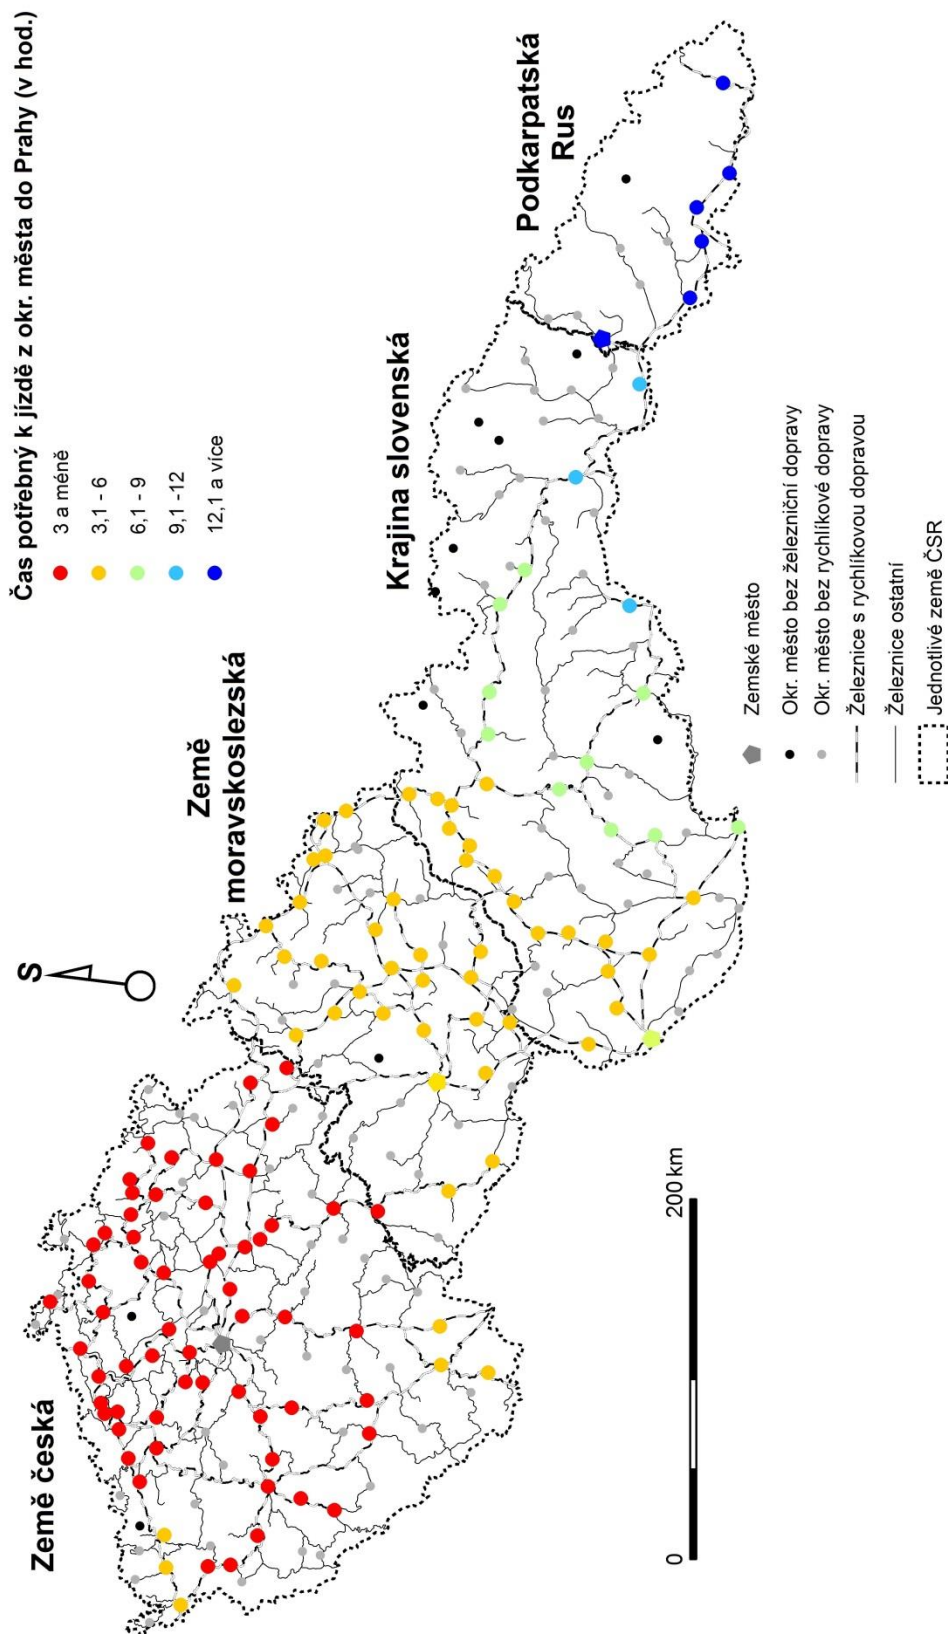 Čas potřebný k jízdě z okr. města do Prahy (v hod.)
3 a méně
3,1 - 6
6,1 - 9
9,1 -12
12,1 a více
S
Země česká
Země
moravskoslezská
Krajina slovenská
Podkarpatská
Rus
0
200 km
Zemské město
Okr. město bez železniční dopravy
Okr. město bez rychlíkové dopravy
Železnice s rychlíkovou dopravou
Železnice ostatní
Jednotlivé země ČSR